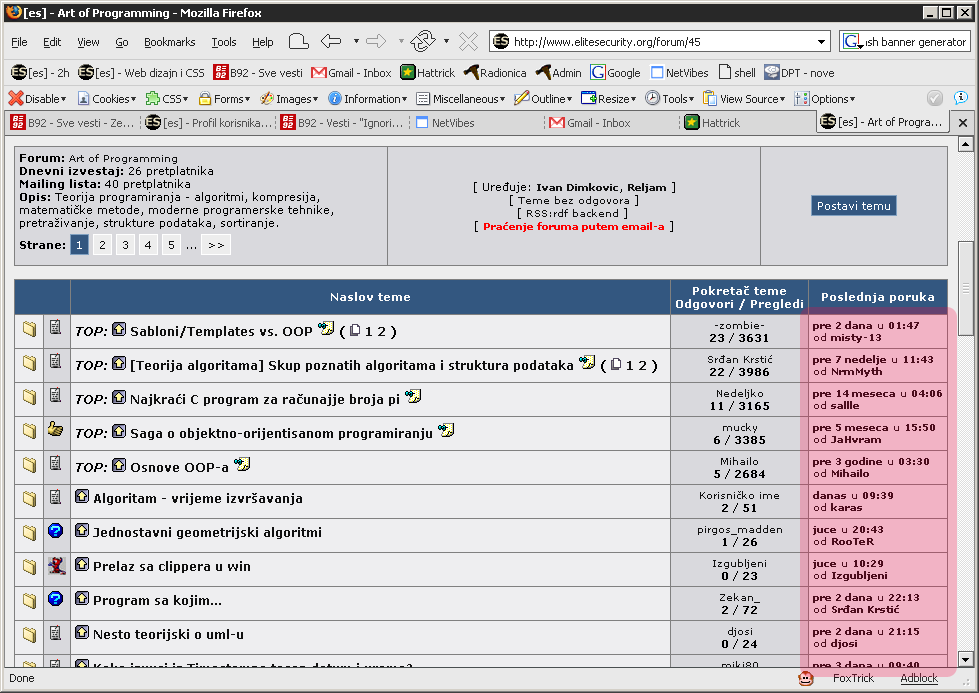 [es] - Art of Programming - Mozilla Firefox
File Edit View Go Bookmarks Tools Help http://www.elitesecurity.org/forum/45 ish banner generator
[es] - 2h [es] - Web dizajn i CSS B92 - Sve vesti Gmail - Inbox Hattrick Radionica Admin Google NetVibes shell DPT - nove
Disable Cookies CSS Forms Images Information Miscellaneous Outline Resize Tools View Source Options
B92 - Sve vesti - Ze... [es] - Profil korisnika... B92 - Vesti - "Ignori... NetVibes Gmail - Inbox Hattrick [es] - Art of Progra...
Forum: Art of Programming
Dnevni izvestaj: 26 pretplatnika
Mailing lista: 40 pretplatnika
Opis: Teorija programiranja - algoritmi, kompresija,
matematičke metode, moderne programerske tehnike,
pretraživanje, strukture podataka, sortiranje.
Strane: 1 2 3 4 5 ... >>
[ Uređuje: Ivan Dimkovic, Reljam ]
[ Teme bez odgovora ]
[ RSS:rdf backend ]
[ Praćenje foruma putem email-a ]
Postavi temu
Naslov teme
Pokretač teme
Odgovori / Pregledi
Poslednja poruka
TOP: Sabloni/Templates vs. OOP ( 1 2 )
-zombie-
23 / 3631
pre 2 dana u 01:47
od misty-13
TOP: [Teorija algoritama] Skup poznatih algoritama i struktura podataka ( 1 2 )
Srđan Krstić
22 / 3986
pre 7 nedelje u 11:43
od NrmMyth
TOP: Najkraći C program za računajje broja pi
Nedeljko
11 / 3165
pre 14 meseca u 04:06
od sallle
TOP: Saga o objektno-orijentisanom programiranju
mucky
6 / 3385
pre 5 meseca u 15:50
od JaHvram
TOP: Osnove OOP-a
Mihailo
5 / 2684
pre 3 godine u 03:30
od Mihailo
Algoritam - vrijeme izvršavanja
Korisničko ime
2 / 51
danas u 09:39
od karas
Jednostavni geometrijski algoritmi
pirgos_madden
1 / 26
juce u 20:43
od RooTeR
Prelaz sa clippera u win
Izgubljeni
0 / 23
juce u 10:29
od Izgubljeni
Program sa kojim...
Zekan_
2 / 72
pre 2 dana u 22:13
od Srđan Krstić
Nesto teorijski o uml-u
djosi
0 / 24
pre 2 dana u 21:15
od djosi
miki80
pre 3 dana u 09:40
Done FoxTrick Adblock